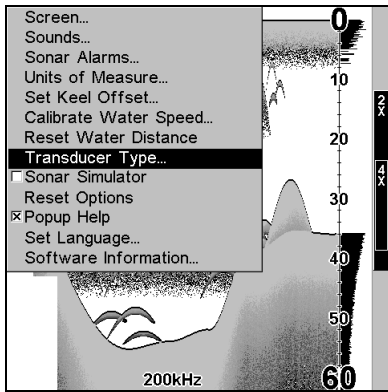 Screen...
Sounds...
Sonar Alarms...
Units of Measure...
Set Keel Offset...
Calibrate Water Speed...
Reset Water Distance
Transducer Type...
Sonar Simulator
Reset Options
Popup Help
Set Language...
Software Information...
0
10
20
30
40
50
60
2X
4X
200kHz